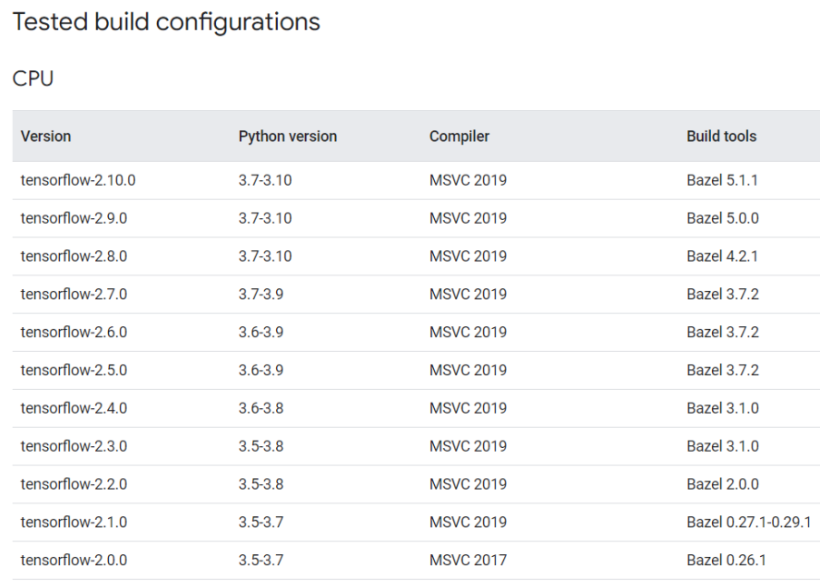 Tested build configurations
CPU
Version Python version Compiler Build tools
tensorflow-2.10.0 3.7-3.10 MSVC 2019 Bazel 5.1.1
tensorflow-2.9.0 3.7-3.10 MSVC 2019 Bazel 5.0.0
tensorflow-2.8.0 3.7-3.10 MSVC 2019 Bazel 4.2.1
tensorflow-2.7.0 3.7-3.9 MSVC 2019 Bazel 3.7.2
tensorflow-2.6.0 3.6-3.9 MSVC 2019 Bazel 3.7.2
tensorflow-2.5.0 3.6-3.9 MSVC 2019 Bazel 3.7.2
tensorflow-2.4.0 3.6-3.8 MSVC 2019 Bazel 3.1.0
tensorflow-2.3.0 3.5-3.8 MSVC 2019 Bazel 3.1.0
tensorflow-2.2.0 3.5-3.8 MSVC 2019 Bazel 2.0.0
tensorflow-2.1.0 3.5-3.7 MSVC 2019 Bazel 0.27.1-0.29.1
tensorflow-2.0.0 3.5-3.7 MSVC 2017 Bazel 0.26.1